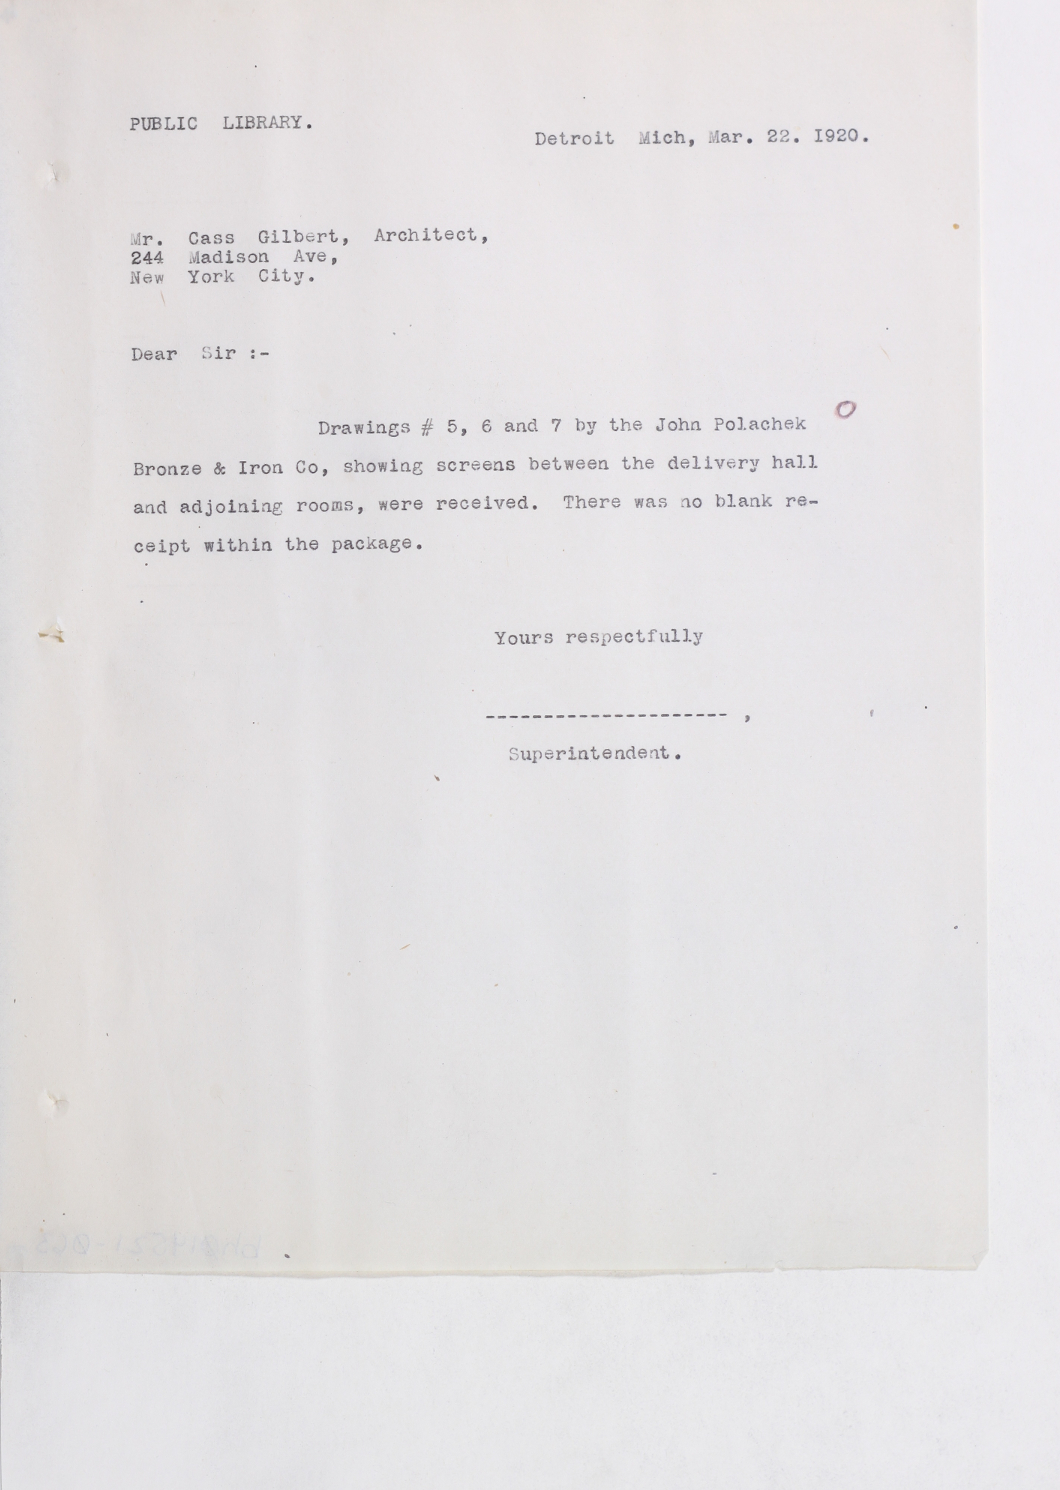 PUBLIC LIBRARY.
Detroit Mich, Mar. 22. I920.
Mr. Cass Gilbert, Architect,
244 Madison Ave,
New York City.
Dear Sir :-
Drawings # 5, 6 and 7 by the John Polachek
Bronze & Iron Co, showing screens between the delivery hall
and adjoining rooms, were received. There was no blank re-
ceipt within the package.
Yours respectfully
--------------------- ,
Superintendent.